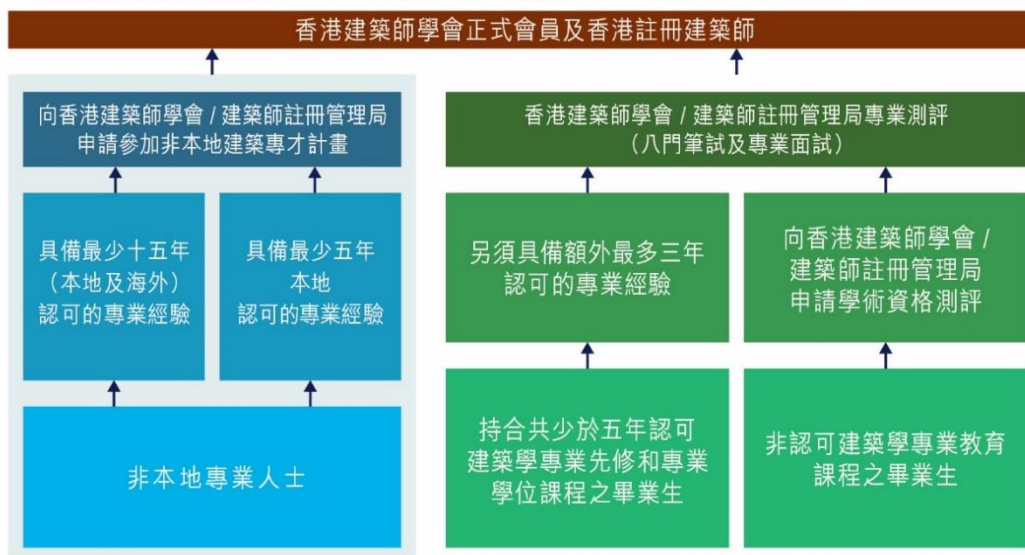 香港建築師學會正式會員及香港註冊建築師
向香港建築師學會 / 建築師註冊管理局
申請參加非本地建築專才計畫
香港建築師學會 / 建築師註冊管理局專業測評
（八門筆試及專業面試）
具備最少十五年
（本地及海外）
認可的專業經驗
具備最少五年
本地
認可的專業經驗
另須具備額外最多三年
認可的專業經驗
向香港建築師學會 /
建築師註冊管理局
申請學術資格測評
非本地專業人士
持合共少於五年認可
建築學專業先修和專業
學位課程之畢業生
非認可建築學專業教育
課程之畢業生